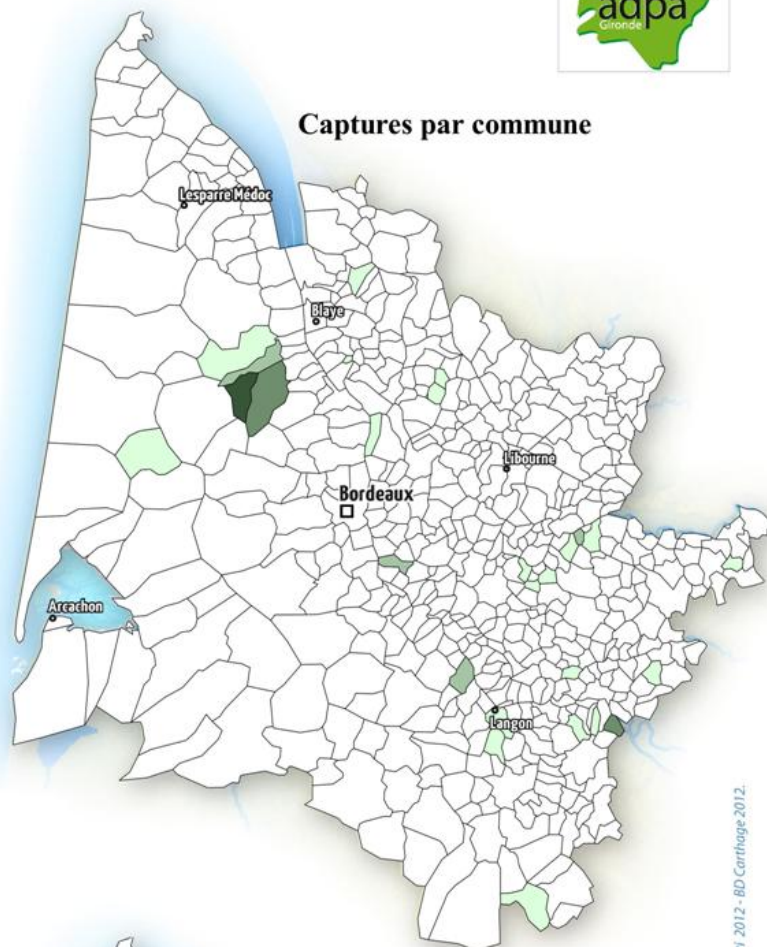 adpa
Gironde
Captures par commune
Lesparre Médoc
Blaye
Libourne
Bordeaux
Arcachon
Langon
2012 - BD Carthage 2012.